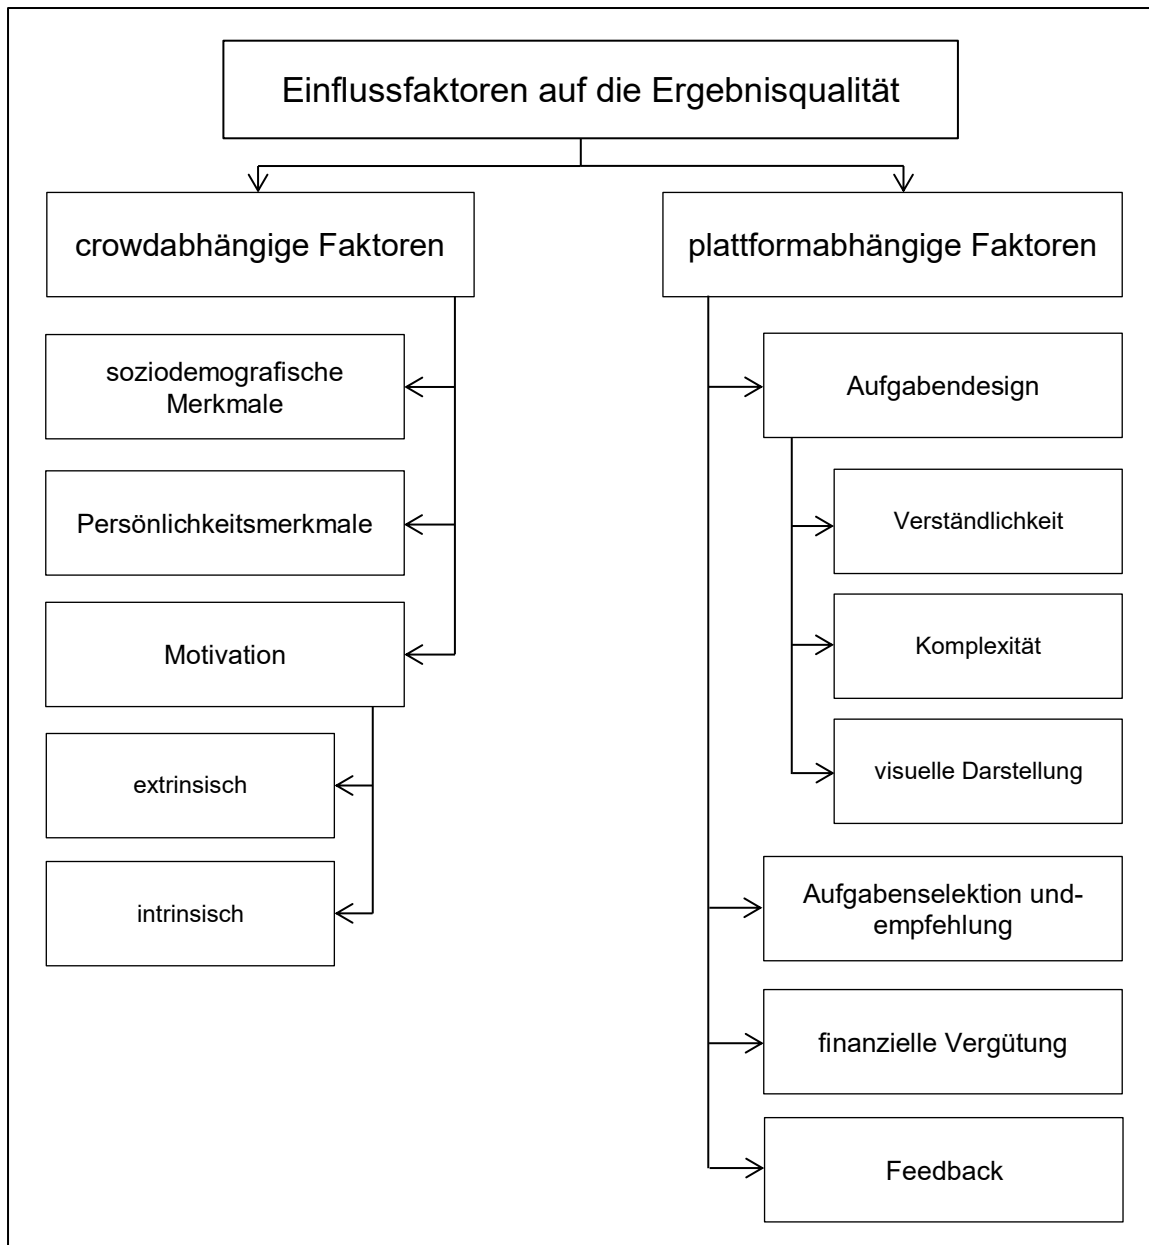 Einflussfaktoren auf die Ergebnisqualität
crowdabhängige Faktoren
soziodemografische
Merkmale
Persönlichkeitsmerkmale
Motivation
extrinsisch
intrinsisch
plattformabhängige Faktoren
Aufgabendesign
Verständlichkeit
Komplexität
visuelle Darstellung
Aufgabenselektion und-
empfehlung
finanzielle Vergütung
Feedback